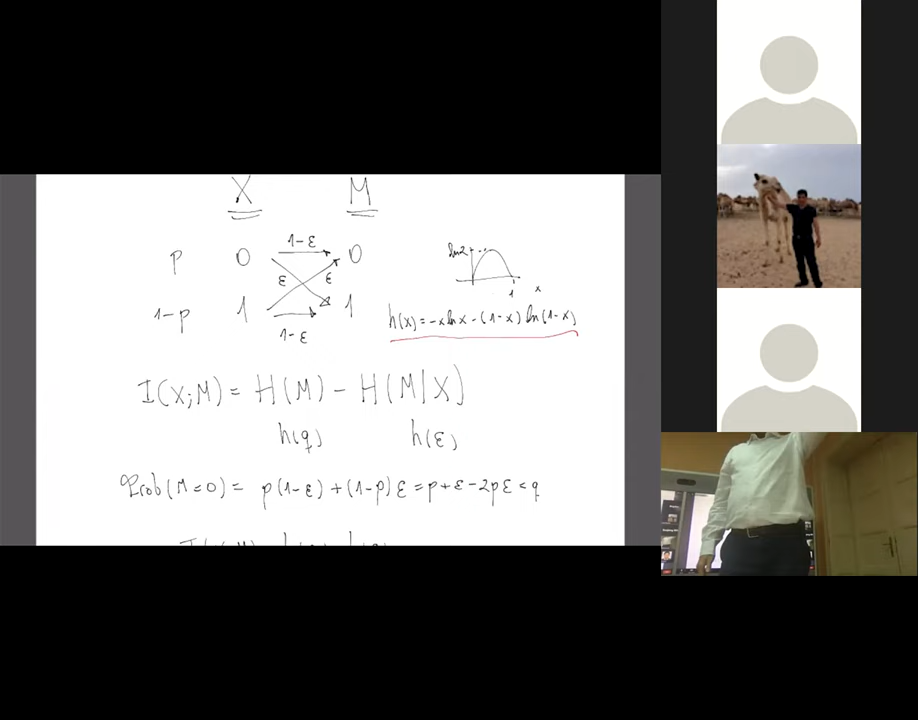 X M
p 0 1-ε 0
ε ε
1-p 1 1-ε 1
ln2
1 x
h(x) = -x ln x - (1-x) ln(1-x)
I(X;M) = H(M) - H(M|X)
h(q) h(ε)
Prob(M=0) = p(1-ε) + (1-p)ε = p+ε-2pε = q